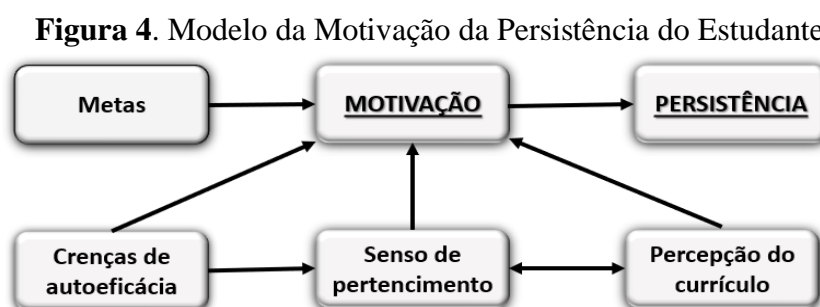 Figura 4. Modelo da Motivação da Persistência do Estudante
Metas
MOTIVAÇÃO
PERSISTÊNCIA
Crenças de
autoeficácia
Senso de
pertencimento
Percepção do
currículo